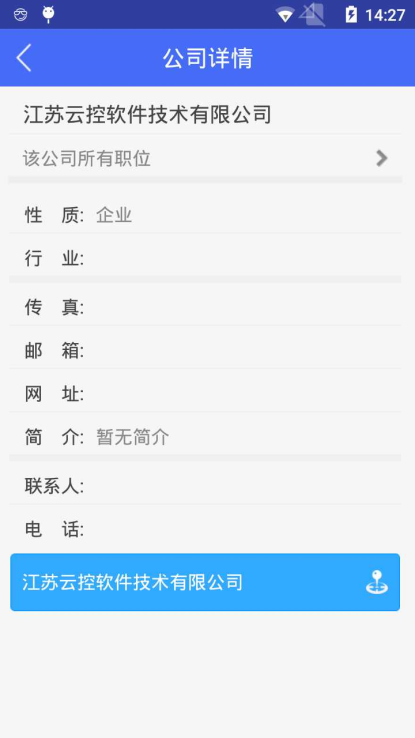 14:27
公司详情
江苏云控软件技术有限公司
该公司所有职位
性 质: 企业
行 业:
传 真:
邮 箱:
网 址:
简 介: 暂无简介
联系人:
电 话:
江苏云控软件技术有限公司